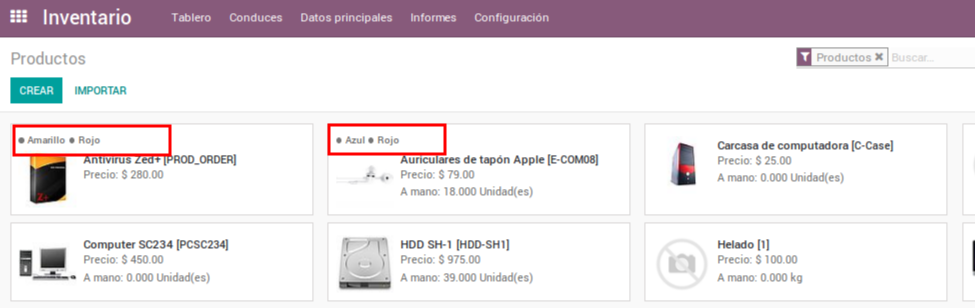 Inventario Tablero Conduces Datos principales Informes Configuración
Productos Productos ✖ Buscar...
CREAR IMPORTAR
Amarillo Rojo
Antivirus Zed+ [PROD_ORDER]
Precio: $ 280.00
Z+
Azul Rojo
Auriculares de tapón Apple [E-COM08]
Precio: $ 79.00
A mano: 18.000 Unidad(es)
Carcasa de computadora [C-Case]
Precio: $ 25.00
A mano: 0.000 Unidad(es)
Computer SC234 [PCSC234]
Precio: $ 450.00
A mano: 0.000 Unidad(es)
HDD SH-1 [HDD-SH1]
Precio: $ 975.00
A mano: 39.000 Unidad(es)
Helado [1]
Precio: $ 100.00
A mano: 0.000 kg